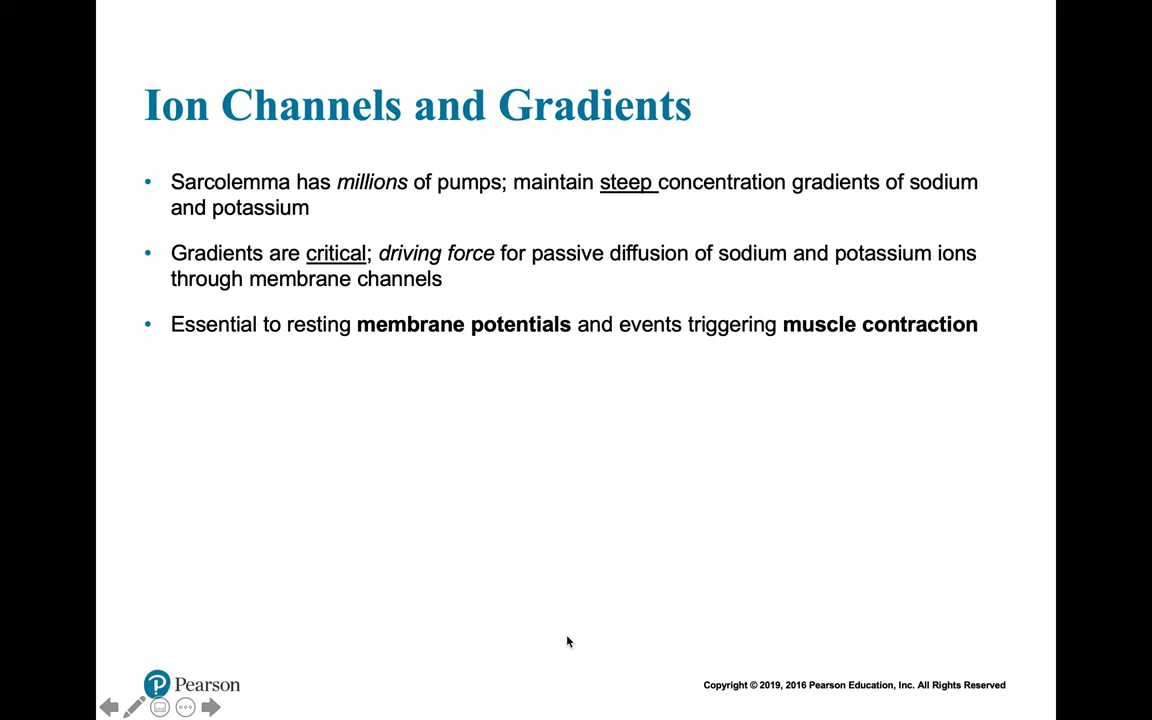 Ion Channels and Gradients
• Sarcolemma has millions of pumps; maintain steep concentration gradients of sodium
and potassium
• Gradients are critical; driving force for passive diffusion of sodium and potassium ions
through membrane channels
• Essential to resting membrane potentials and events triggering muscle contraction
P Pearson
Copyright © 2019, 2016 Pearson Education, Inc. All Rights Reserved